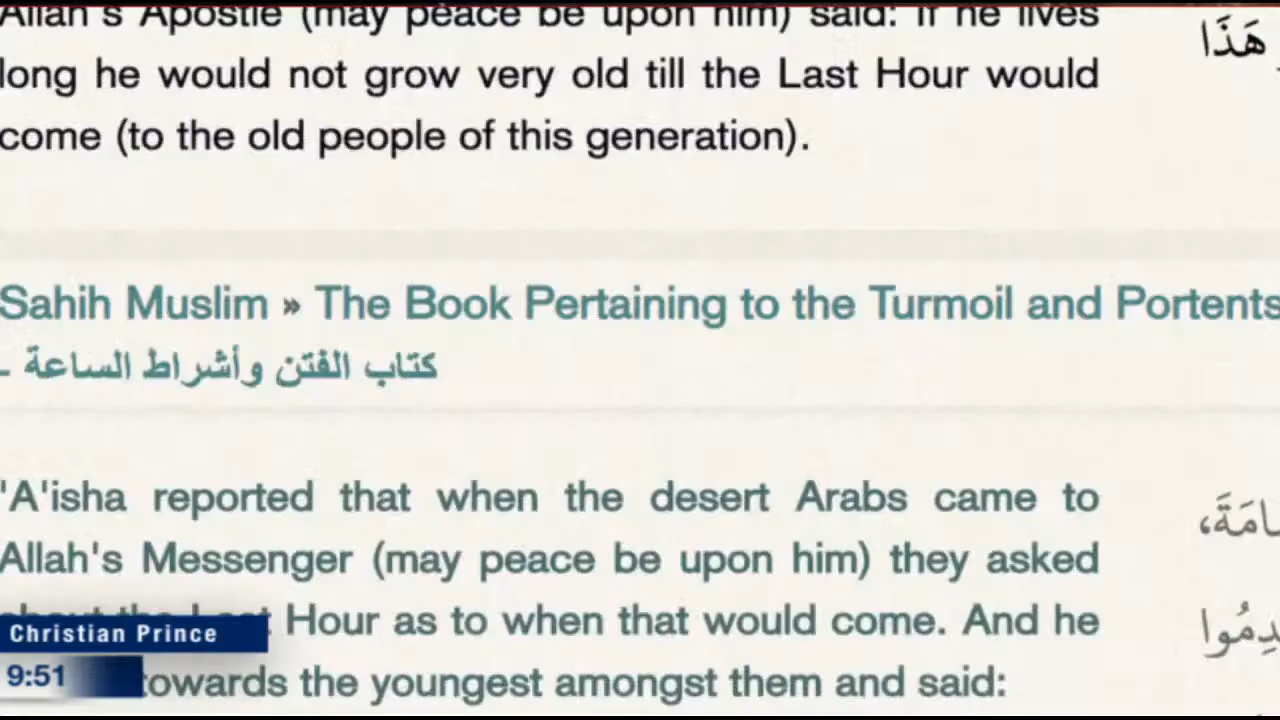 Allah's Apostle (may peace be upon him) said: If he lives
long he would not grow very old till the Last Hour would
come (to the old people of this generation).
هَذَا
Sahih Muslim » The Book Pertaining to the Turmoil and Portents
كتاب الفتن وأشراط الساعة -
'A'isha reported that when the desert Arabs came to
Allah's Messenger (may peace be upon him) they asked
about the Last Hour as to when that would come. And he
towards the youngest amongst them and said:
Christian Prince
9:51